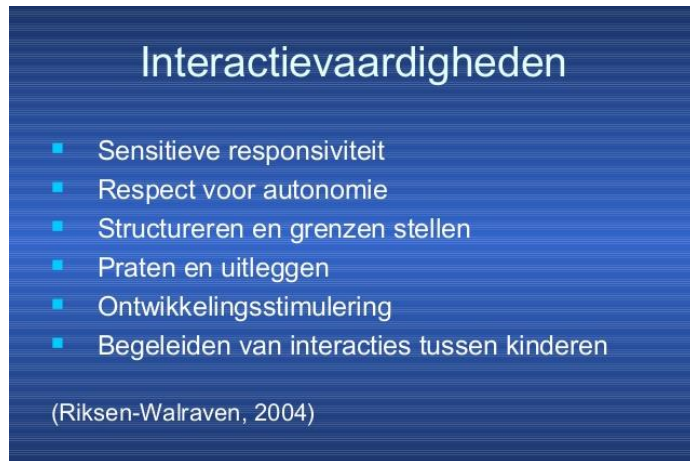 Interactievaardigheden
Sensitieve responsiviteit
Respect voor autonomie
Structureren en grenzen stellen
Praten en uitleggen
Ontwikkelingsstimulering
Begeleiden van interacties tussen kinderen
(Riksen-Walraven, 2004)